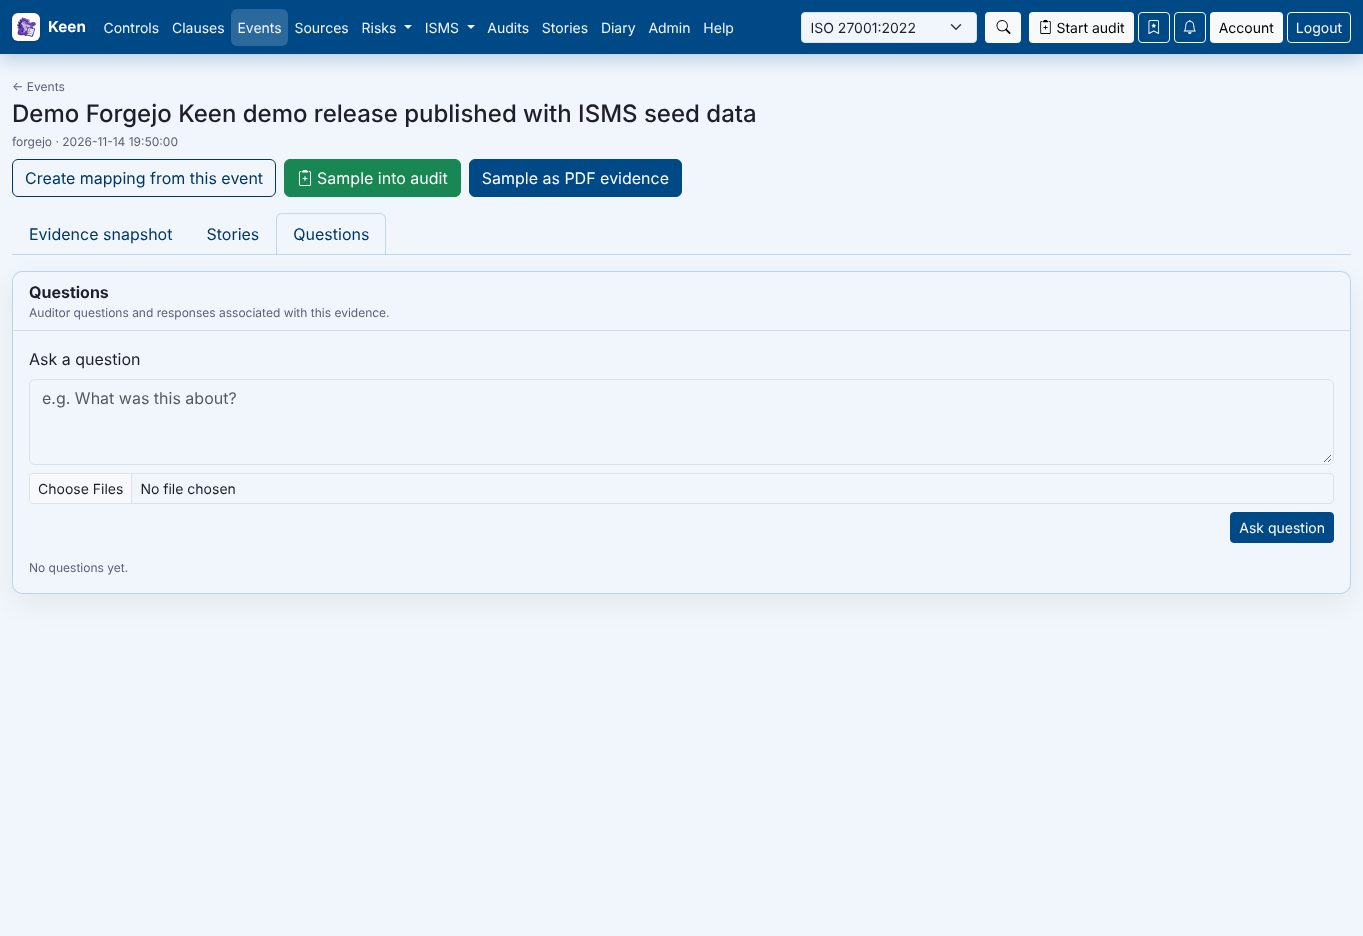 Keen Controls Clauses Events Sources Risks ISMS Audits Stories Diary Admin Help ISO 27001:2022 Start audit Account Logout
← Events
Demo Forgejo Keen demo release published with ISMS seed data
forgejo · 2026-11-14 19:50:00
Create mapping from this event Sample into audit Sample as PDF evidence
Evidence snapshot Stories Questions
Questions
Auditor questions and responses associated with this evidence.
Ask a question
e.g. What was this about?
Choose Files No file chosen
Ask question
No questions yet.